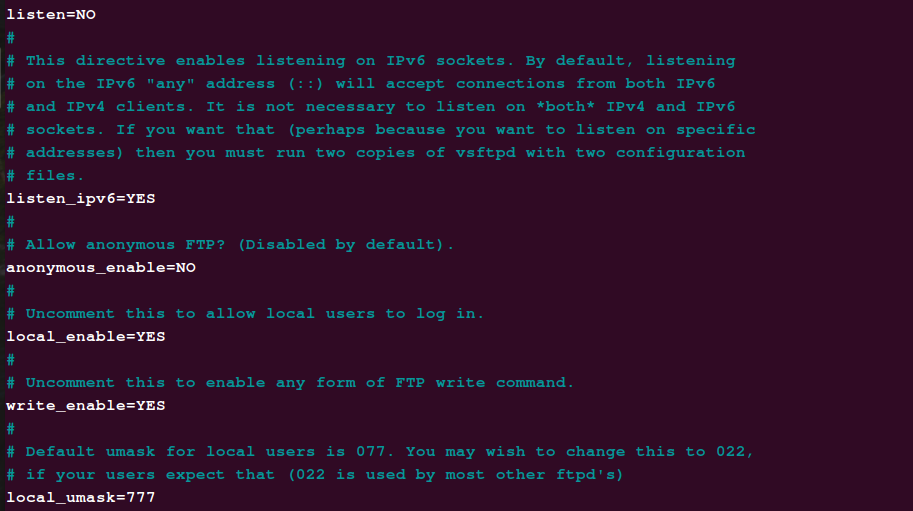 listen=NO
#
# This directive enables listening on IPv6 sockets. By default, listening
# on the IPv6 "any" address (::) will accept connections from both IPv6
# and IPv4 clients. It is not necessary to listen on *both* IPv4 and IPv6
# sockets. If you want that (perhaps because you want to listen on specific
# addresses) then you must run two copies of vsftpd with two configuration
# files.
listen_ipv6=YES
#
# Allow anonymous FTP? (Disabled by default).
anonymous_enable=NO
#
# Uncomment this to allow local users to log in.
local_enable=YES
#
# Uncomment this to enable any form of FTP write command.
write_enable=YES
#
# Default umask for local users is 077. You may wish to change this to 022,
# if your users expect that (022 is used by most other ftpd's)
local_umask=777